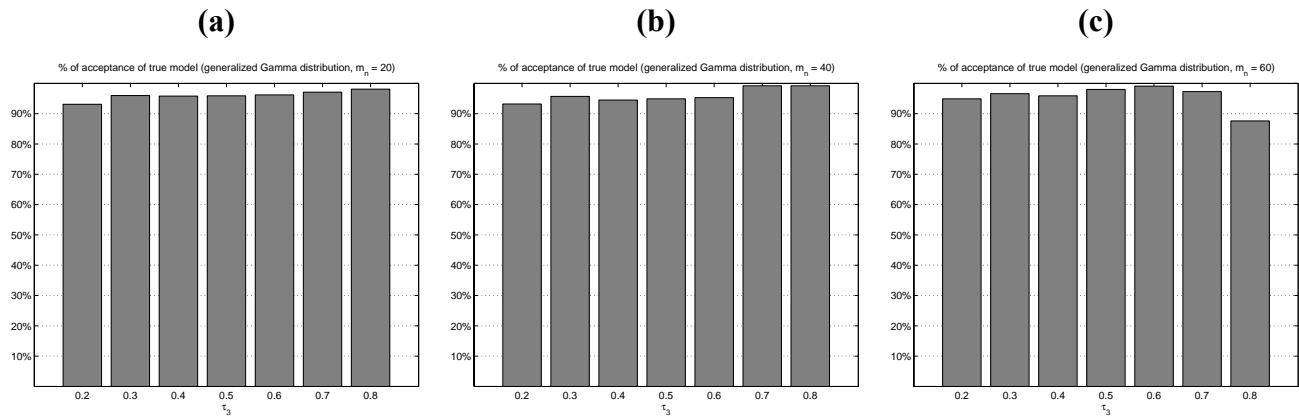 (a)
(b)
(c)
% of acceptance of true model (generalized Gamma distribution, m_n = 20)
90%
80%
70%
60%
50%
40%
30%
20%
10%
0.2 0.3 0.4 0.5 0.6 0.7 0.8
τ_3
% of acceptance of true model (generalized Gamma distribution, m_n = 40)
90%
80%
70%
60%
50%
40%
30%
20%
10%
0.2 0.3 0.4 0.5 0.6 0.7 0.8
τ_3
% of acceptance of true model (generalized Gamma distribution, m_n = 60)
90%
80%
70%
60%
50%
40%
30%
20%
10%
0.2 0.3 0.4 0.5 0.6 0.7 0.8
τ_3